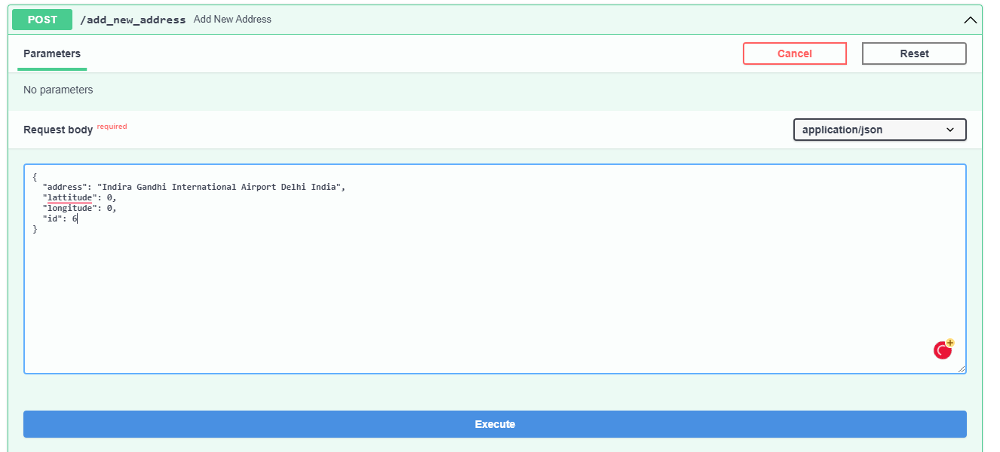 POST /add_new_address Add New Address
Parameters Cancel Reset
No parameters
Request body required application/json
{
"address": "Indira Gandhi International Airport Delhi India",
"lattitude": 0,
"longitude": 0,
"id": 6
}
Execute